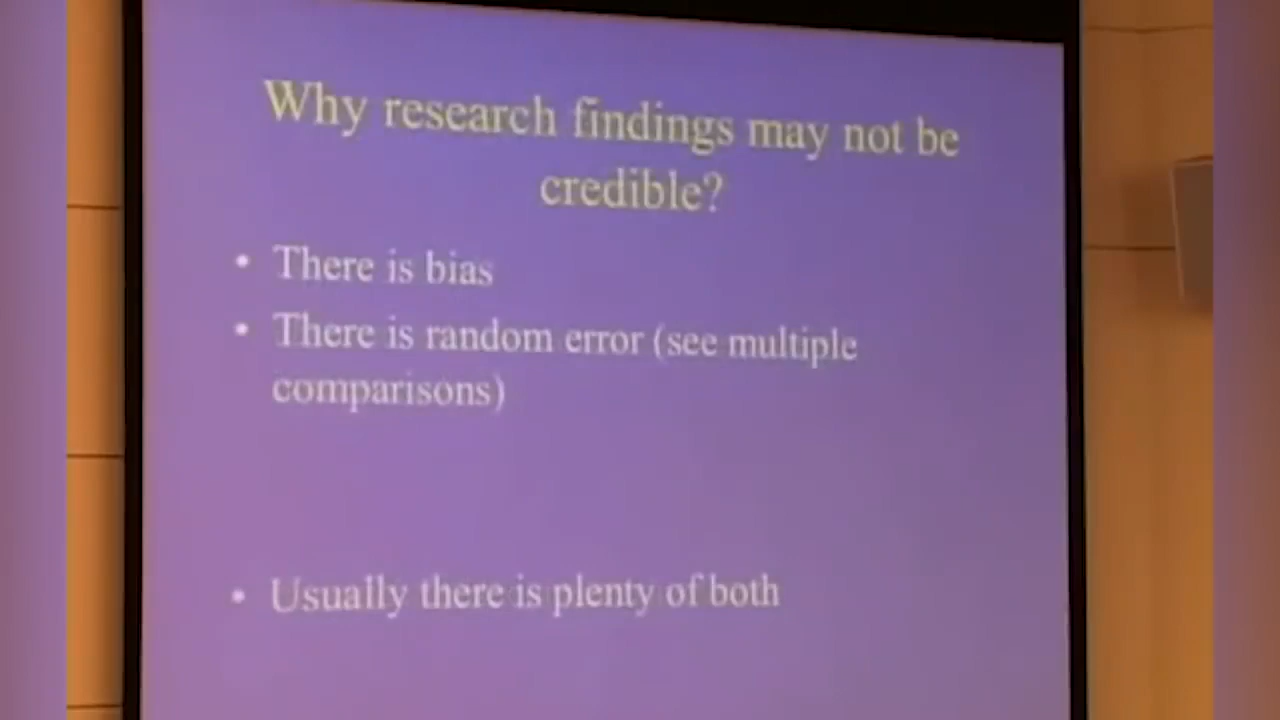 Why research findings may not be
credible?
• There is bias
• There is random error (see multiple
comparisons)
• Usually there is plenty of both